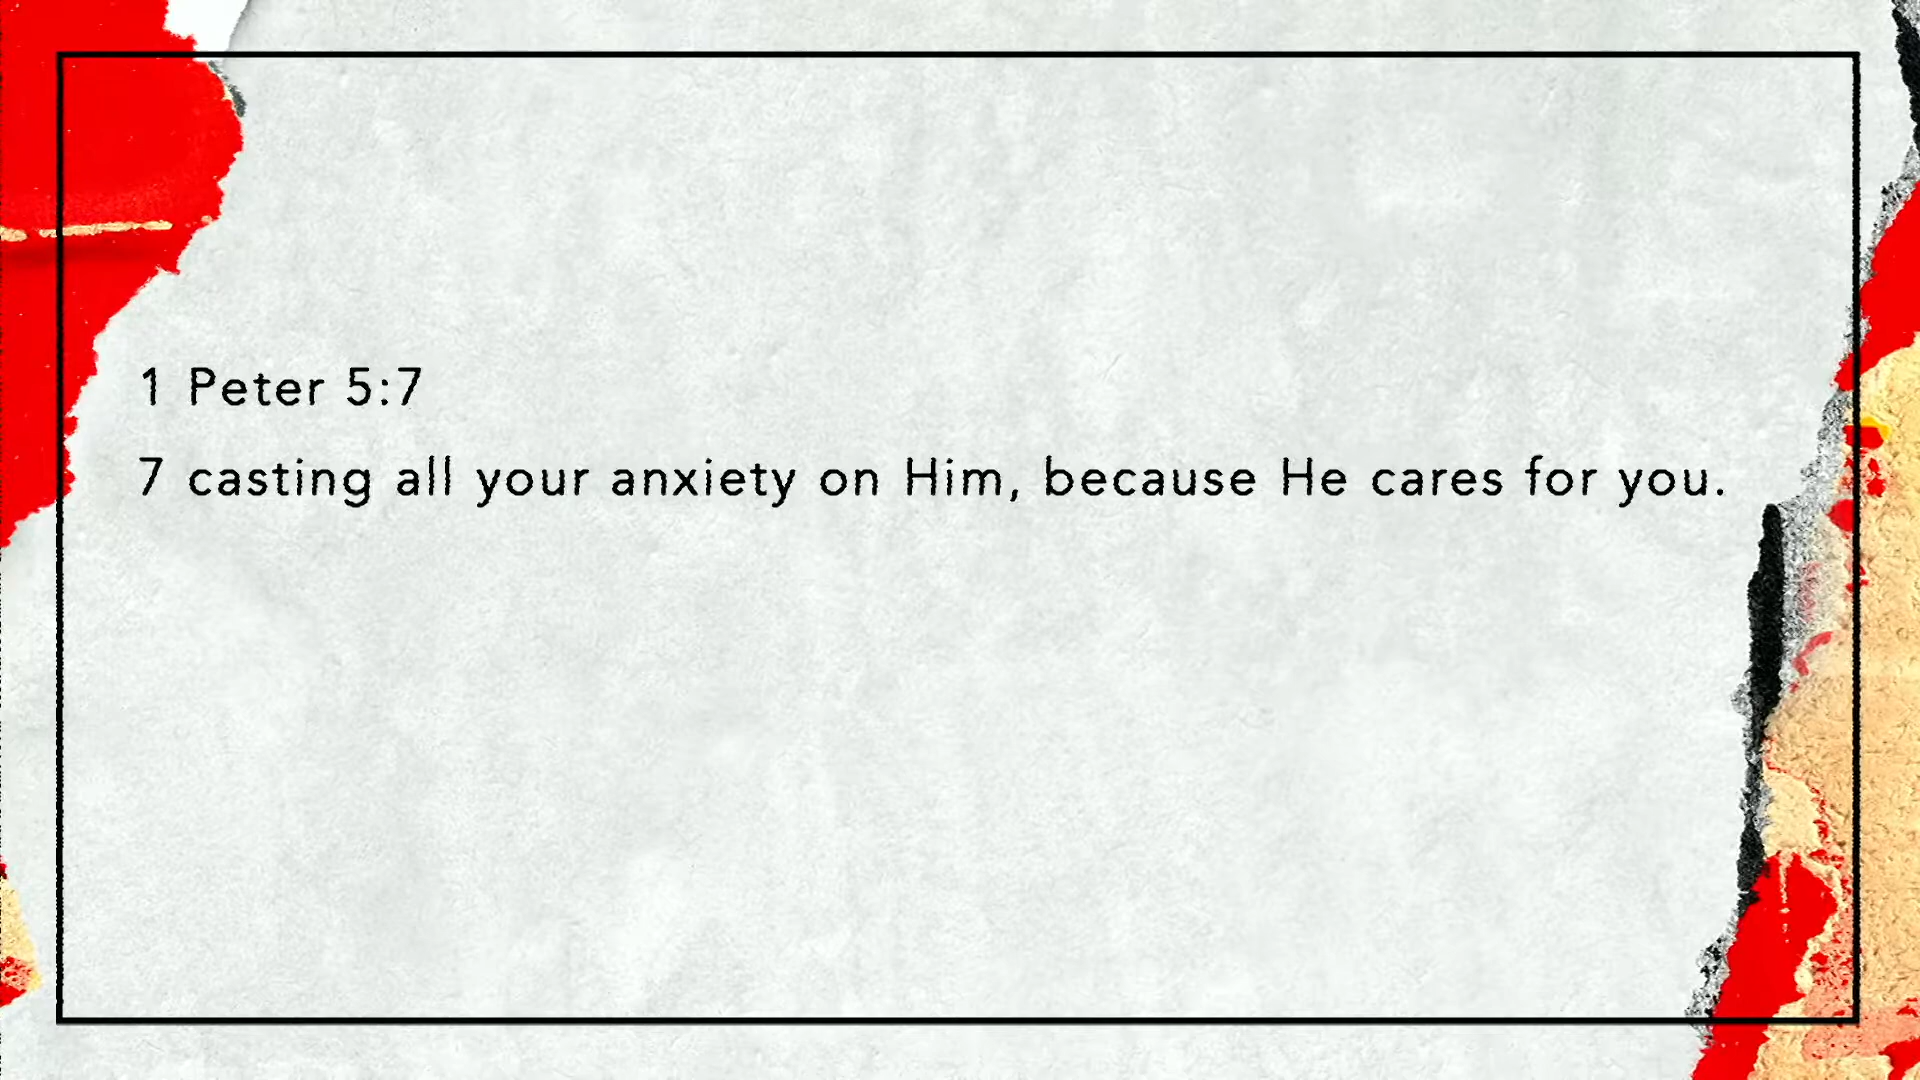 1 Peter 5:7
7 casting all your anxiety on Him, because He cares for you.